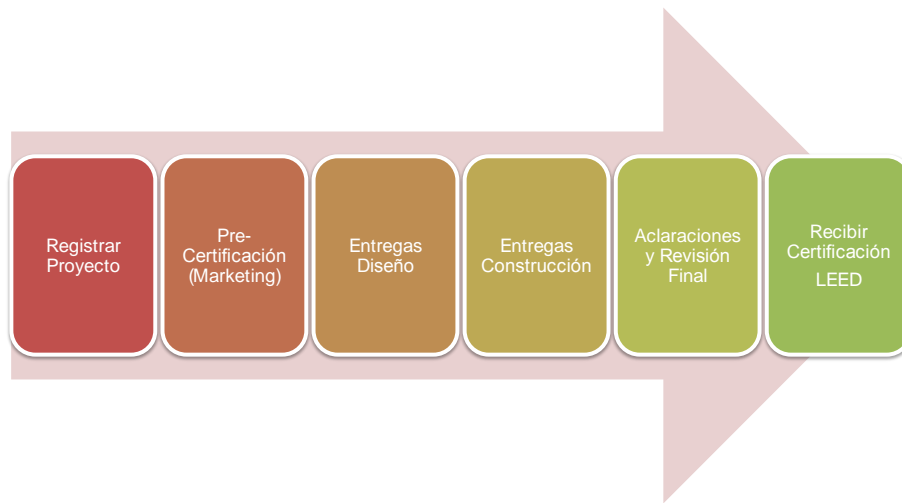 Registrar
Proyecto
Pre-
Certificación
(Marketing)
Entregas
Diseño
Entregas
Construcción
Aclaraciones
y Revisión
Final
Recibir
Certificación
LEED